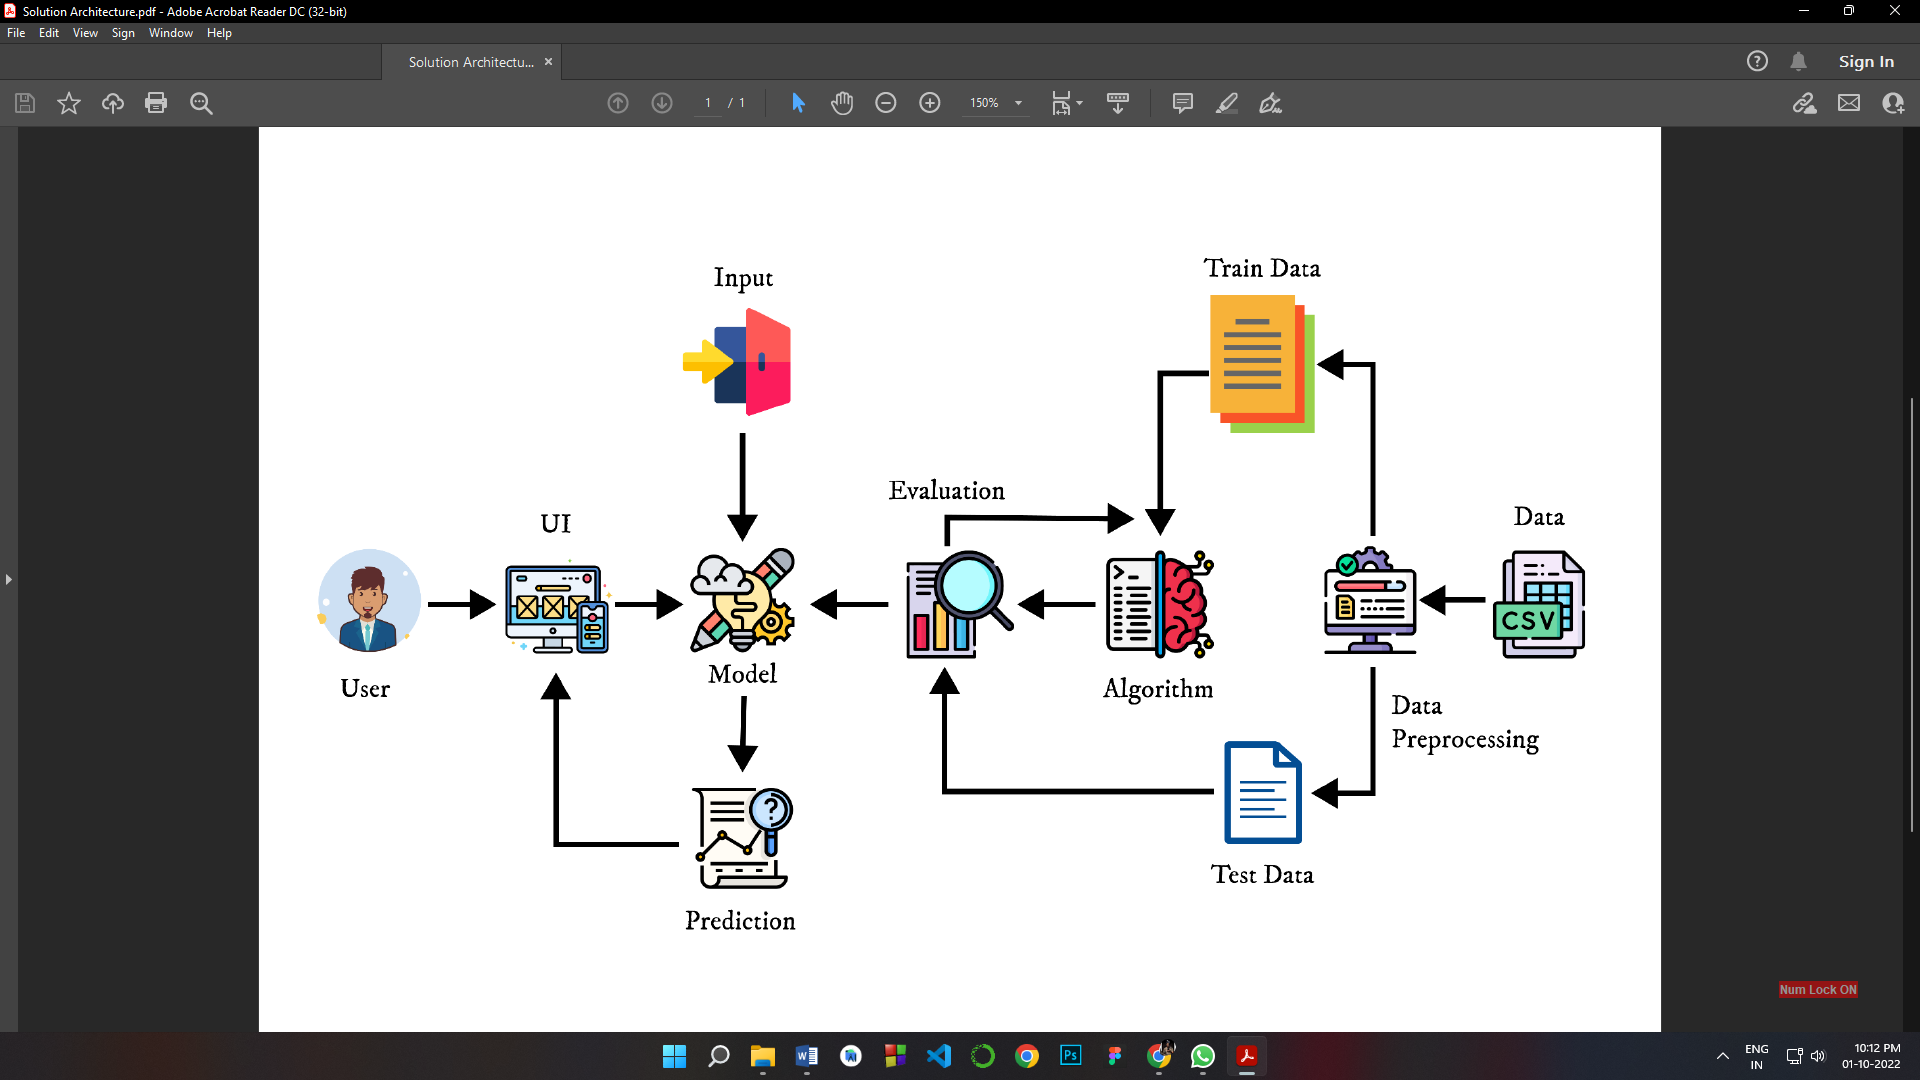 Solution Architecture.pdf - Adobe Acrobat Reader DC (32-bit)
File Edit View Sign Window Help
Solution Architectu... ×
Sign In
1 / 1
150%
Input
Train Data
Evaluation
UI
Data
CSV
User
Model
Algorithm
Data
Preprocessing
Test Data
Prediction
Num Lock ON
Ps
ENG
IN
10:12 PM
01-10-2022